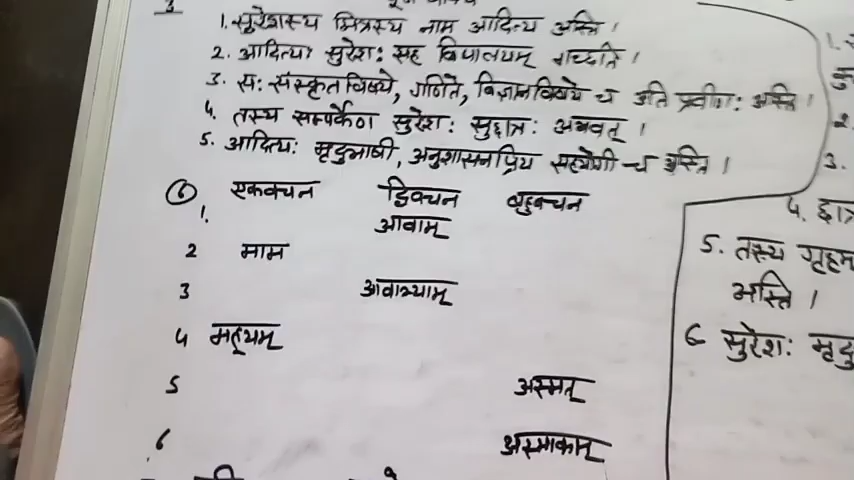 3
1. सुरेशस्य मित्रस्य नाम आदित्य अस्ति ।
2. आदित्यः सुरेशः सह विद्यालयम् गच्छति ।
3. सः संस्कृतविषये, गणिते, विज्ञानविषये च अति प्रवीणः अस्ति ।
4. तस्य सम्पर्केण सुरेशः सुछात्रः अभवत् ।
5. आदित्यः मृदुभाषी, अनुशासनप्रिय सहयोगी च अस्ति ।
6 एकवचन द्विवचन बहुवचन
1. आवाम्
2 माम
3 आवाभ्याम्
4 मह्यम्
5 अस्मत्
6 अस्माकम्
1.
2.
3.
4. छात्र
5. तस्य गृहम
अस्ति ।
6 सुरेशः मृदु